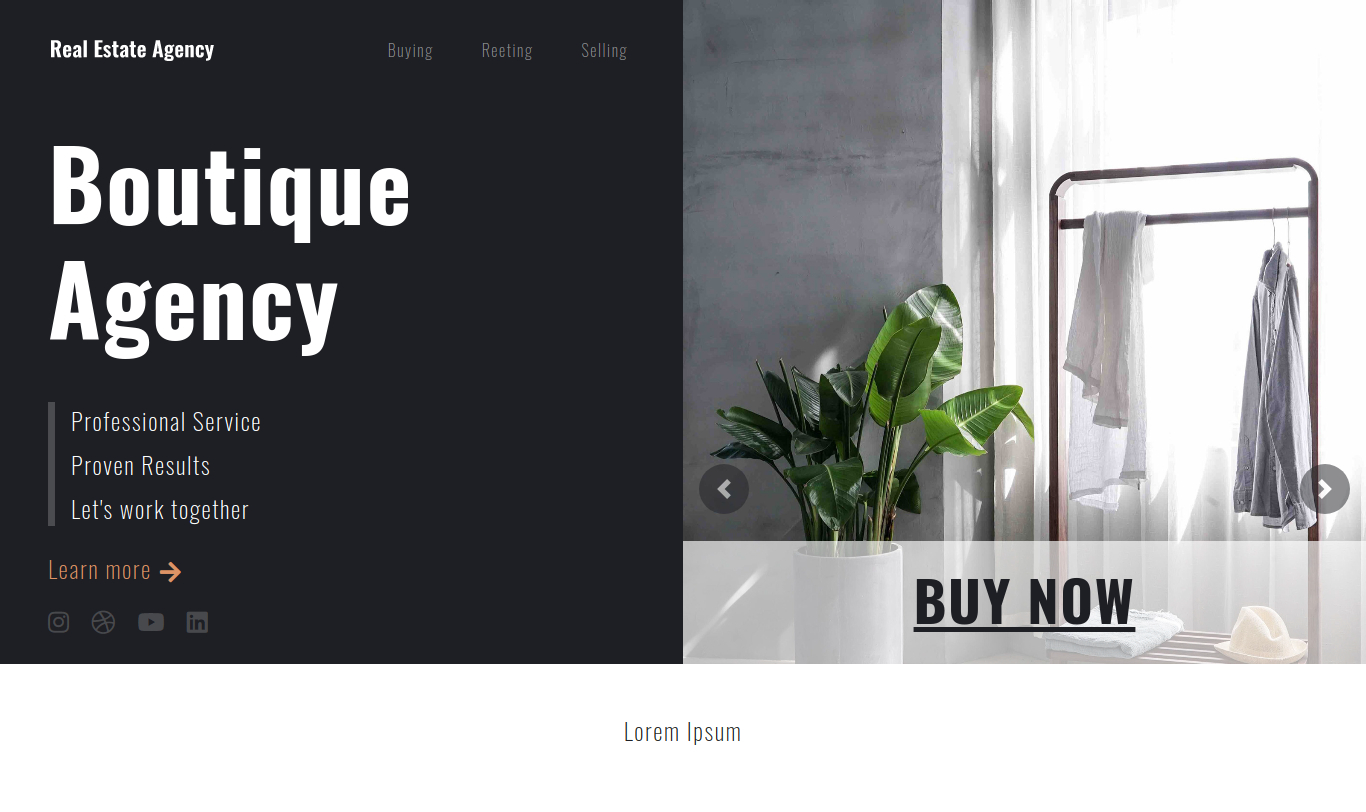 Real Estate Agency
Buying Reeting Selling
Boutique
Agency
Professional Service
Proven Results
Let's work together
Learn more
BUY NOW
Lorem Ipsum